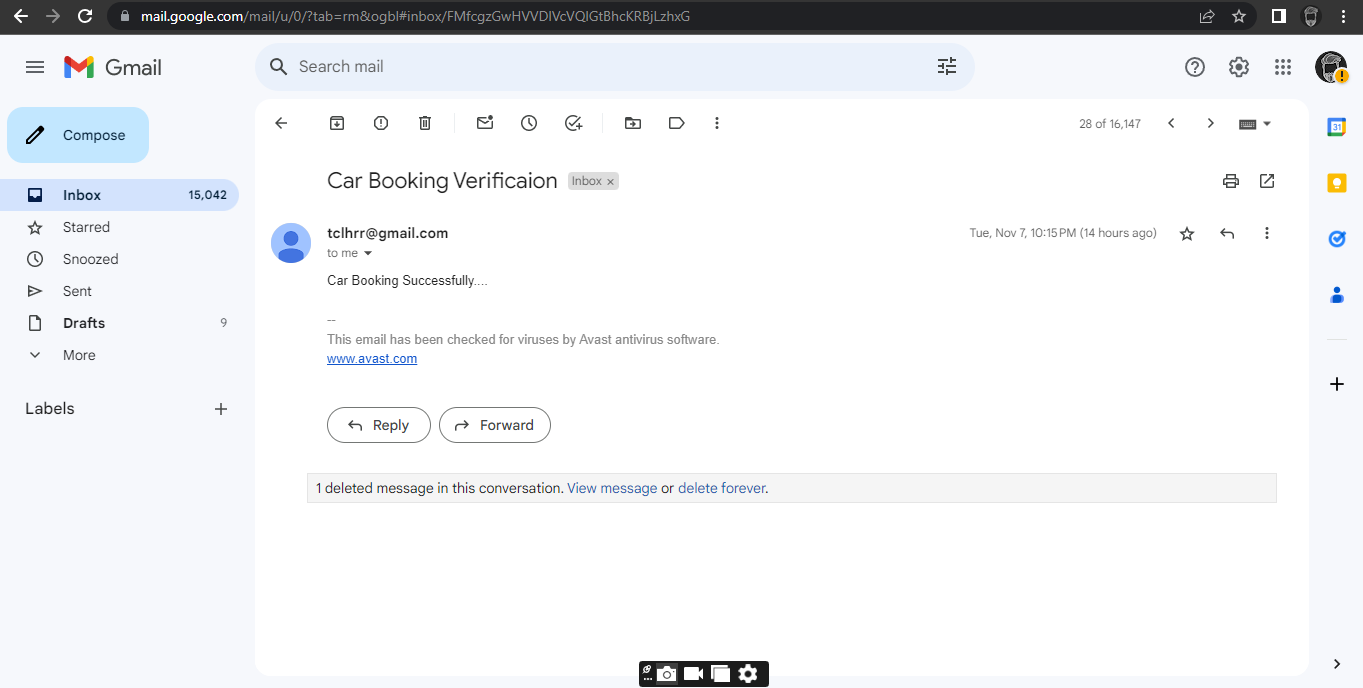 mail.google.com/mail/u/0/?tab=rm&ogbl#inbox/FMfcgzGwHVVDlVcVQlGtBhcKRBjLzhxG
Gmail
Search mail
Compose
28 of 16,147
Inbox 15,042
Starred
Snoozed
Sent
Drafts 9
More
Labels
Car Booking Verificaion Inbox ×
tclhrr@gmail.com Tue, Nov 7, 10:15 PM (14 hours ago)
to me
Car Booking Successfully....
--
This email has been checked for viruses by Avast antivirus software.
www.avast.com
Reply Forward
1 deleted message in this conversation. View message or delete forever.
31